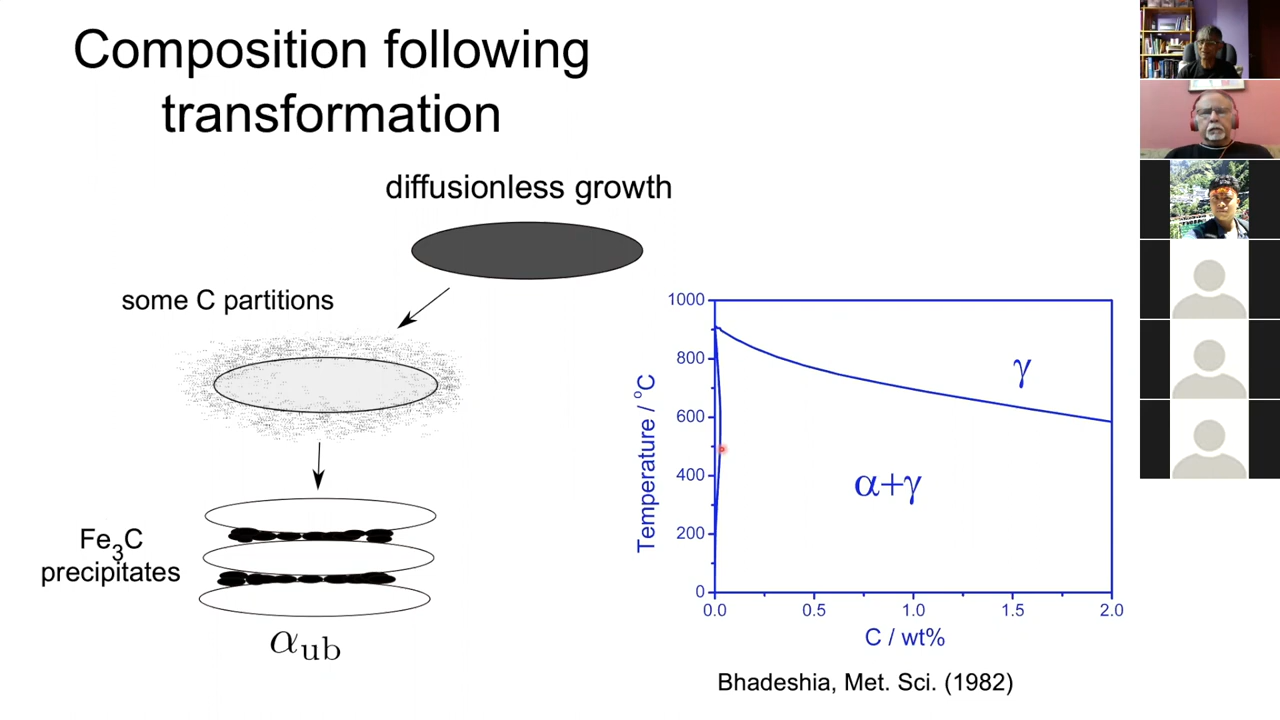 Composition following
transformation
diffusionless growth
some C partitions
Fe3C
precipitates
αub
1000
800
600
400
200
0
Temperature / °C
γ
α+γ
0.0 0.5 1.0 1.5 2.0
C / wt%
Bhadeshia, Met. Sci. (1982)